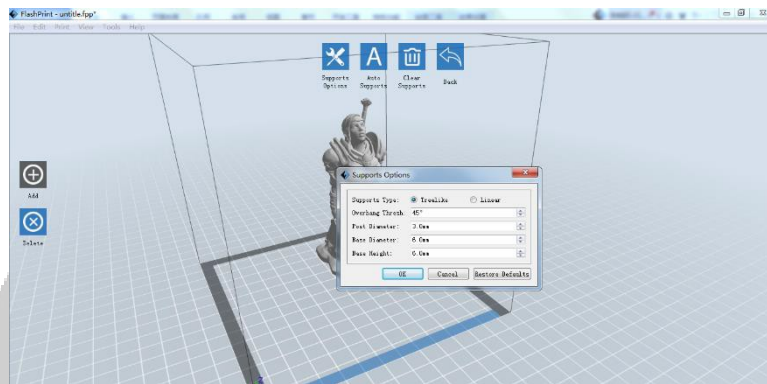 FlashPrint - untitle.fpp*
File Edit Print View Tools Help
Supports Options
Auto Supports
Clear Supports
Back
Add
Delete
Supports Options
Supports Type: Treelike Linear
Overhang Thresh 45°
Post Diameter: 3.0mm
Base Diameter: 6.0mm
Base Height: 6.0mm
OK Cancel Restore Defaults